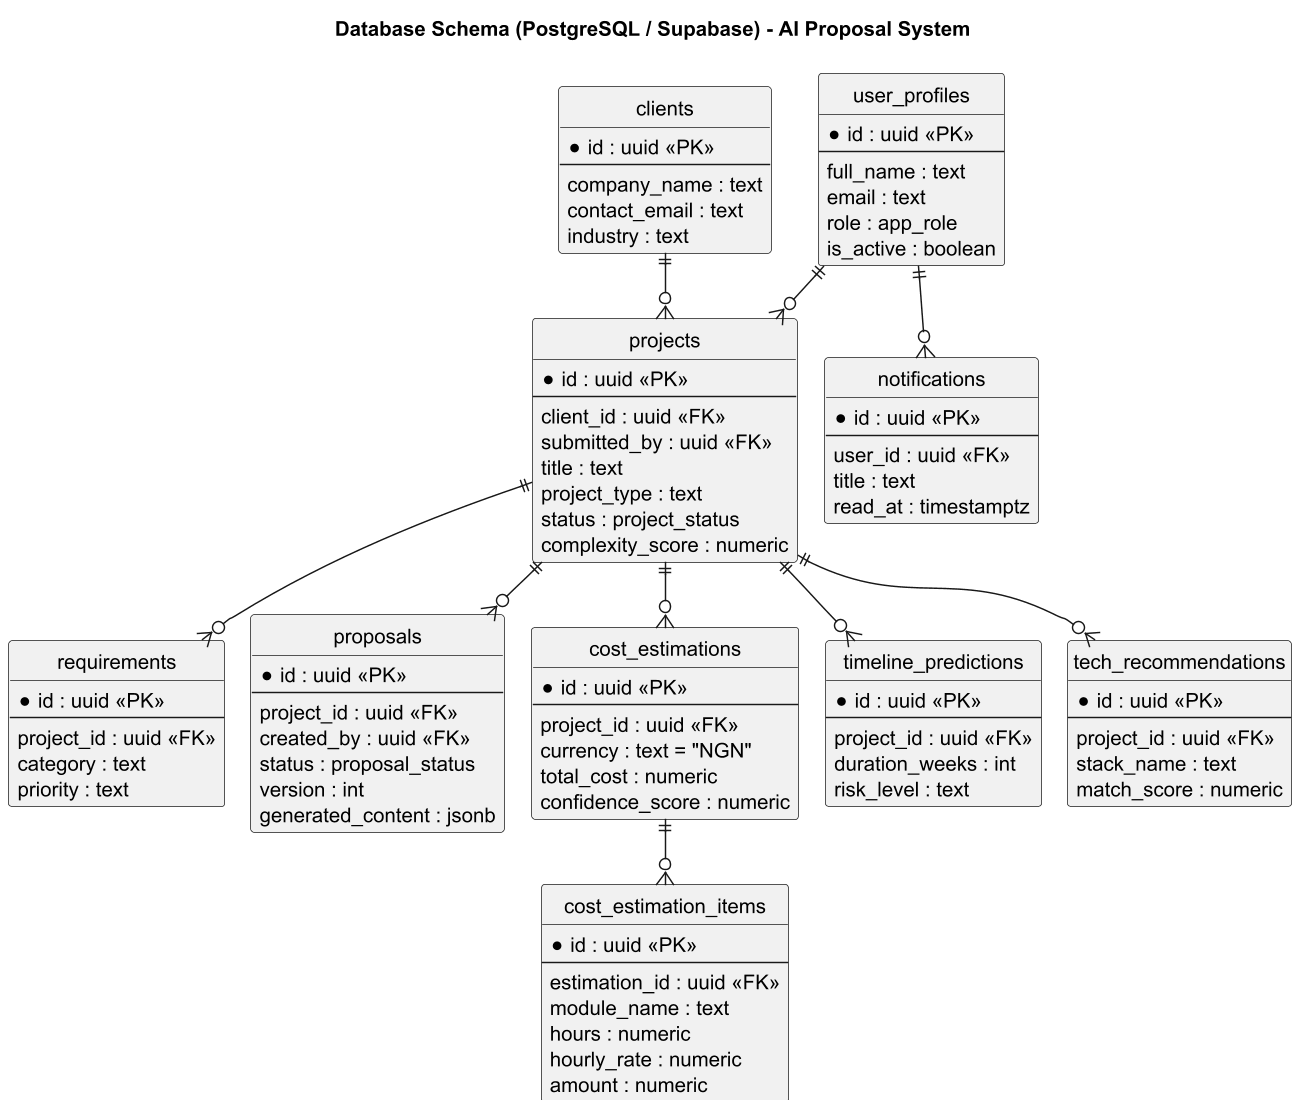 Database Schema (PostgreSQL / Supabase) - AI Proposal System
clients
id : uuid «PK»
company_name : text
contact_email : text
industry : text
user_profiles
id : uuid «PK»
full_name : text
email : text
role : app_role
is_active : boolean
projects
id : uuid «PK»
client_id : uuid «FK»
submitted_by : uuid «FK»
title : text
project_type : text
status : project_status
complexity_score : numeric
notifications
id : uuid «PK»
user_id : uuid «FK»
title : text
read_at : timestamptz
requirements
id : uuid «PK»
project_id : uuid «FK»
category : text
priority : text
proposals
id : uuid «PK»
project_id : uuid «FK»
created_by : uuid «FK»
status : proposal_status
version : int
generated_content : jsonb
cost_estimations
id : uuid «PK»
project_id : uuid «FK»
currency : text = "NGN"
total_cost : numeric
confidence_score : numeric
timeline_predictions
id : uuid «PK»
project_id : uuid «FK»
duration_weeks : int
risk_level : text
tech_recommendations
id : uuid «PK»
project_id : uuid «FK»
stack_name : text
match_score : numeric
cost_estimation_items
id : uuid «PK»
estimation_id : uuid «FK»
module_name : text
hours : numeric
hourly_rate : numeric
amount : numeric